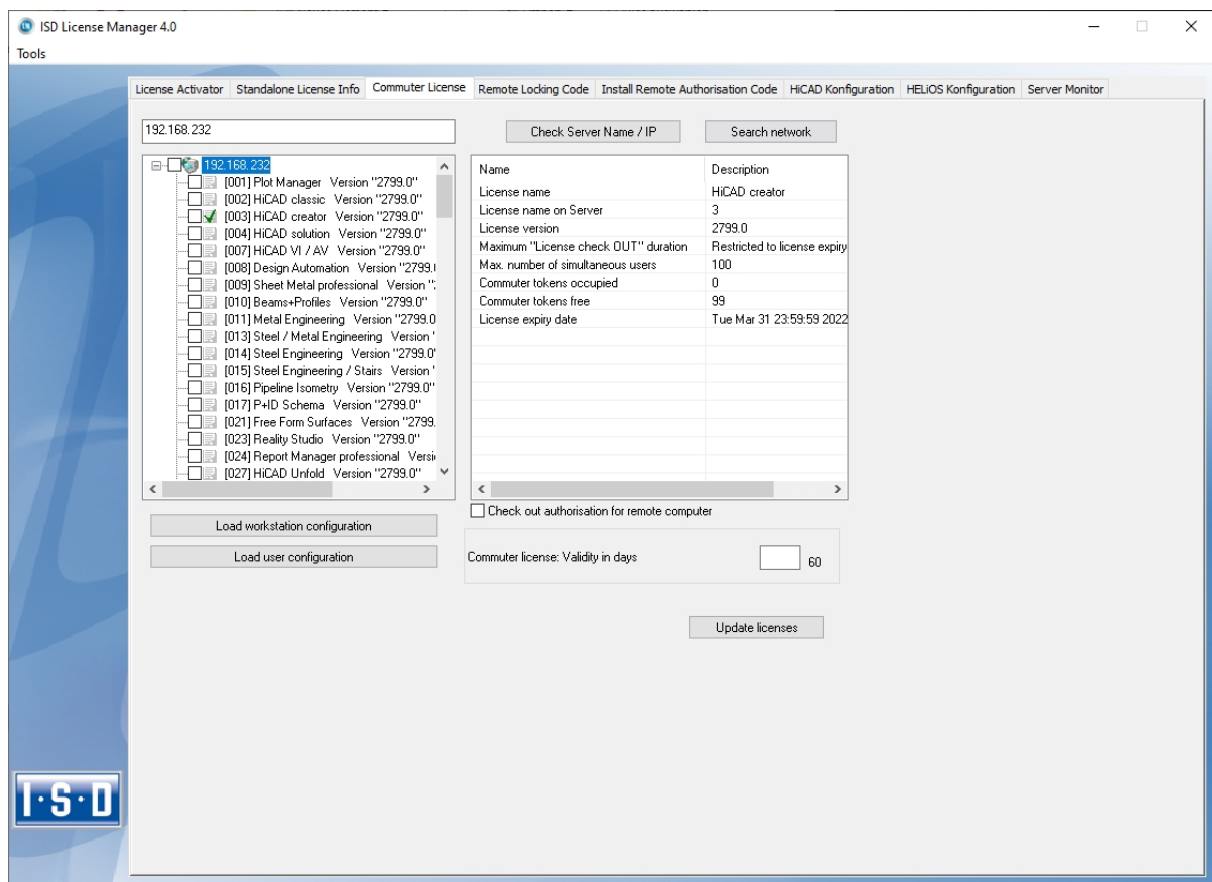 ISD License Manager 4.0
Tools
License Activator Standalone License Info Commuter License Remote Locking Code Install Remote Authorisation Code HiCAD Konfiguration HELiOS Konfiguration Server Monitor
192.168.232 Check Server Name / IP Search network
192.168.232
[001] Plot Manager Version "2799.0"
[002] HiCAD classic Version "2799.0"
[003] HiCAD creator Version "2799.0"
[004] HiCAD solution Version "2799.0"
[007] HiCAD VI / AV Version "2799.0"
[008] Design Automation Version "2799.
[009] Sheet Metal professional Version "
[010] Beams+Profiles Version "2799.0"
[011] Metal Engineering Version "2799.0
[013] Steel / Metal Engineering Version "
[014] Steel Engineering Version "2799.0"
[015] Steel Engineering / Stairs Version "
[016] Pipeline Isometry Version "2799.0"
[017] P+ID Schema Version "2799.0"
[021] Free Form Surfaces Version "2799.
[023] Reality Studio Version "2799.0"
[024] Report Manager professional Versi
[027] HiCAD Unfold Version "2799.0"
Name Description
License name HiCAD creator
License name on Server 3
License version 2799.0
Maximum "License check OUT" duration Restricted to license expiry
Max. number of simultaneous users 100
Commuter tokens occupied 0
Commuter tokens free 99
License expiry date Tue Mar 31 23:59:59 2022
Load workstation configuration
Load user configuration
Check out authorisation for remote computer
Commuter license: Validity in days 60
Update licenses
I·S·D